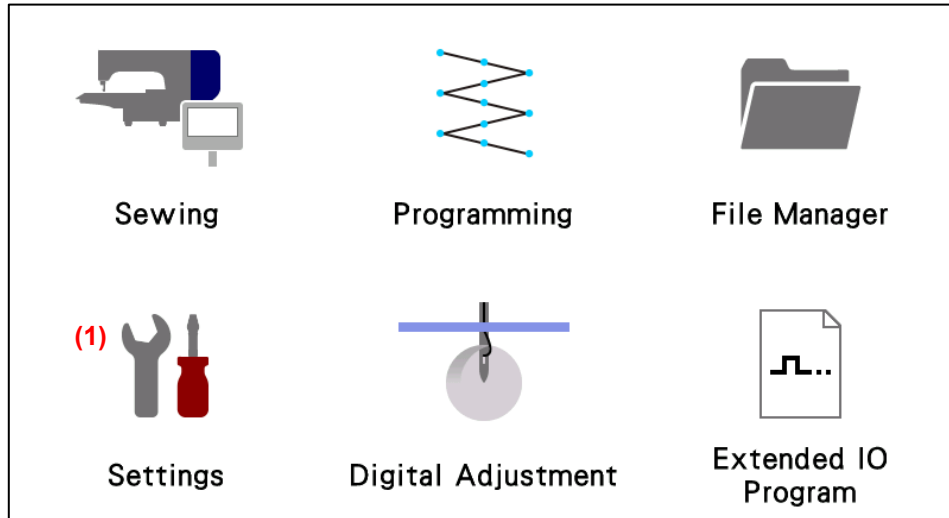 Sewing
Programming
File Manager
(1)
Settings
Digital Adjustment
Extended IO
Program